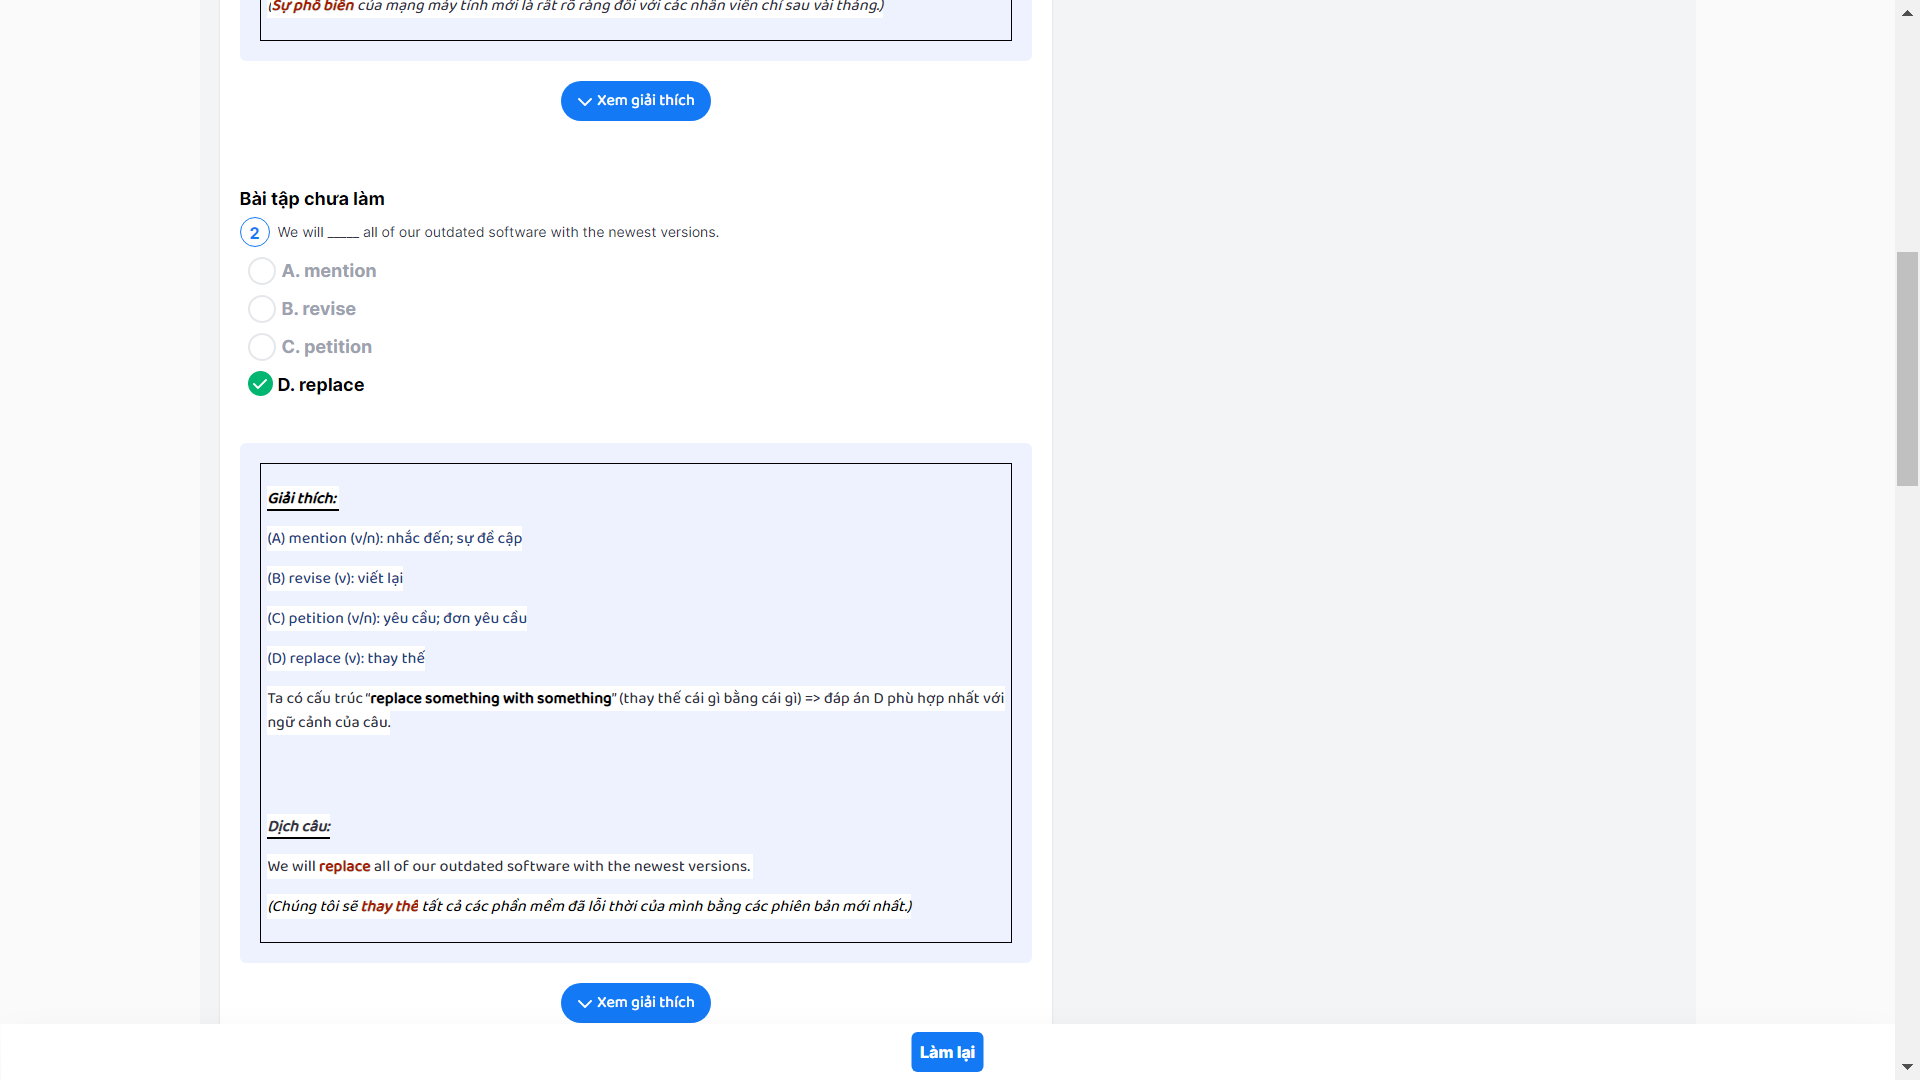 (Sự phổ biến của mạng máy tính mới là rất rõ ràng đối với các nhân viên chỉ sau vài tháng.)
Xem giải thích
Bài tập chưa làm
2 We will _____ all of our outdated software with the newest versions.
A. mention
B. revise
C. petition
D. replace
Giải thích:
(A) mention (v/n): nhắc đến; sự đề cập
(B) revise (v): viết lại
(C) petition (v/n): yêu cầu; đơn yêu cầu
(D) replace (v): thay thế
Ta có cấu trúc “replace something with something” (thay thế cái gì bằng cái gì) => đáp án D phù hợp nhất với
ngữ cảnh của câu.
Dịch câu:
We will replace all of our outdated software with the newest versions.
(Chúng tôi sẽ thay thế tất cả các phần mềm đã lỗi thời của mình bằng các phiên bản mới nhất.)
Xem giải thích
Làm lại